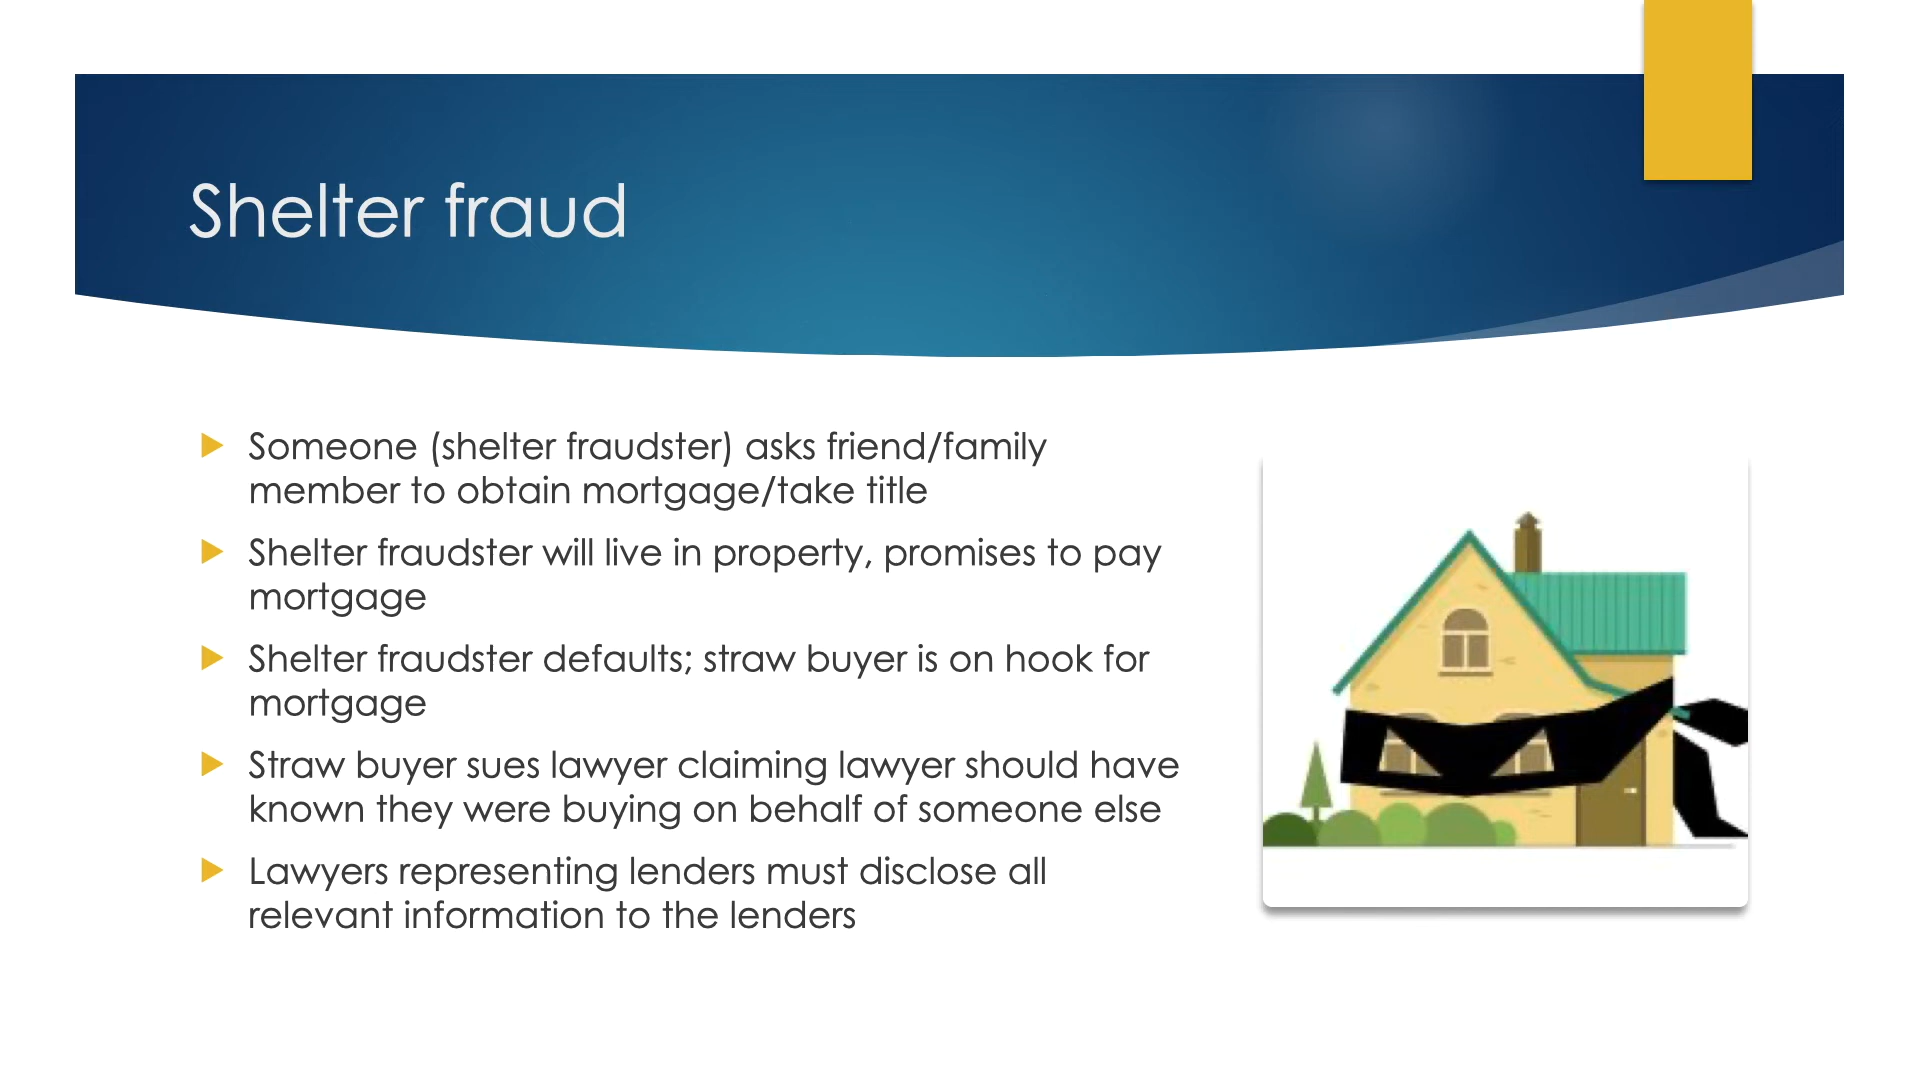 Shelter fraud
Someone (shelter fraudster) asks friend/family
member to obtain mortgage/take title
Shelter fraudster will live in property, promises to pay
mortgage
Shelter fraudster defaults; straw buyer is on hook for
mortgage
Straw buyer sues lawyer claiming lawyer should have
known they were buying on behalf of someone else
Lawyers representing lenders must disclose all
relevant information to the lenders